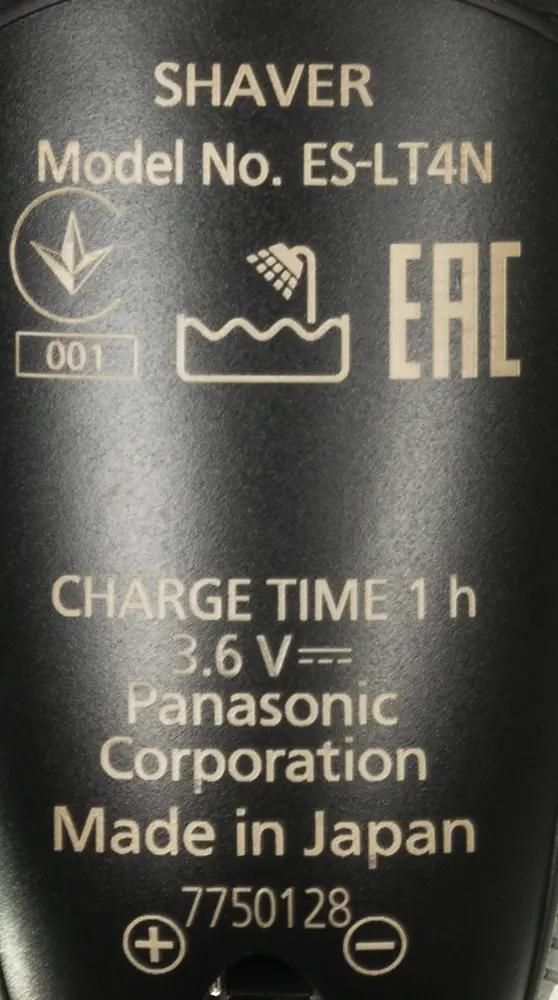 SHAVER
Model No. ES-LT4N
EAC
001
CHARGE TIME 1 h
3.6 V⎓
Panasonic
Corporation
Made in Japan
7750128
+ −